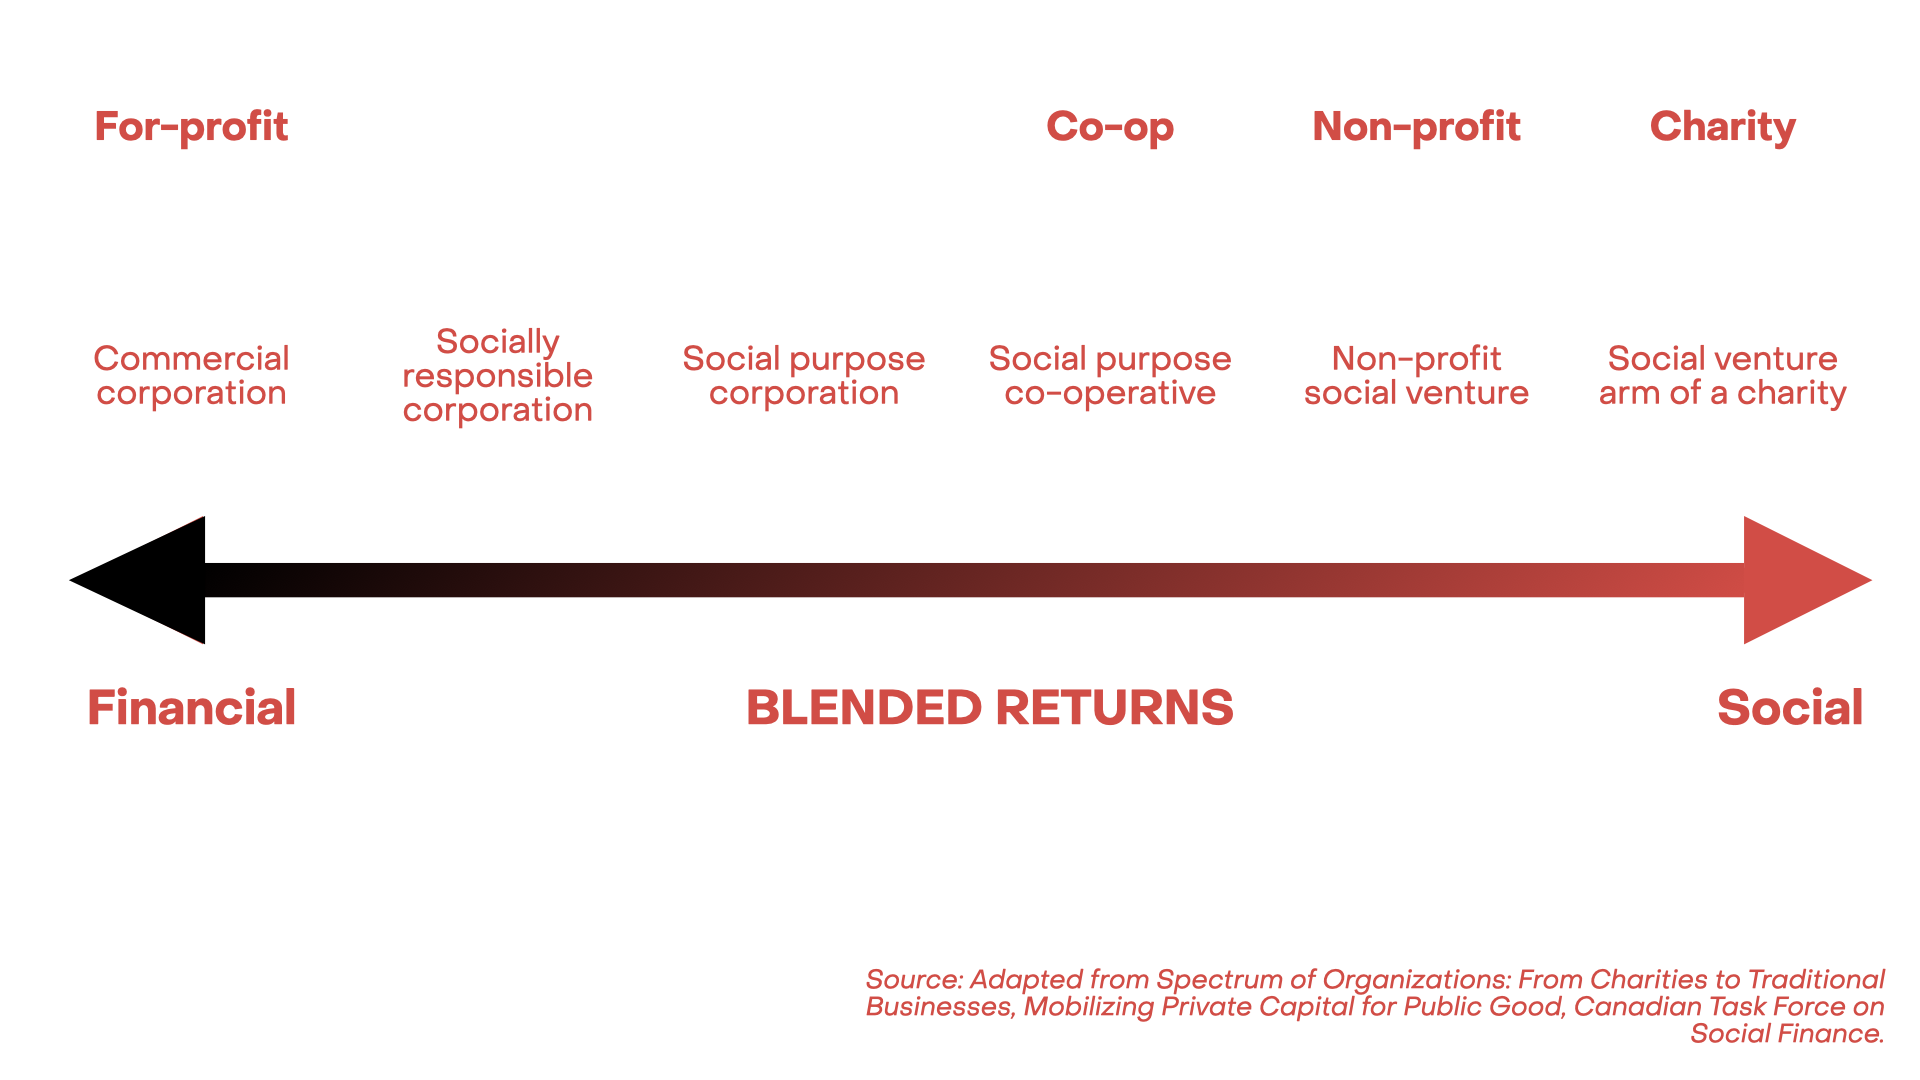 For-profit
Co-op
Non-profit
Charity
Commercial
corporation
Socially
responsible
corporation
Social purpose
corporation
Social purpose
co-operative
Non-profit
social venture
Social venture
arm of a charity
Financial
BLENDED RETURNS
Social
Source: Adapted from Spectrum of Organizations: From Charities to Traditional
Businesses, Mobilizing Private Capital for Public Good, Canadian Task Force on
Social Finance.